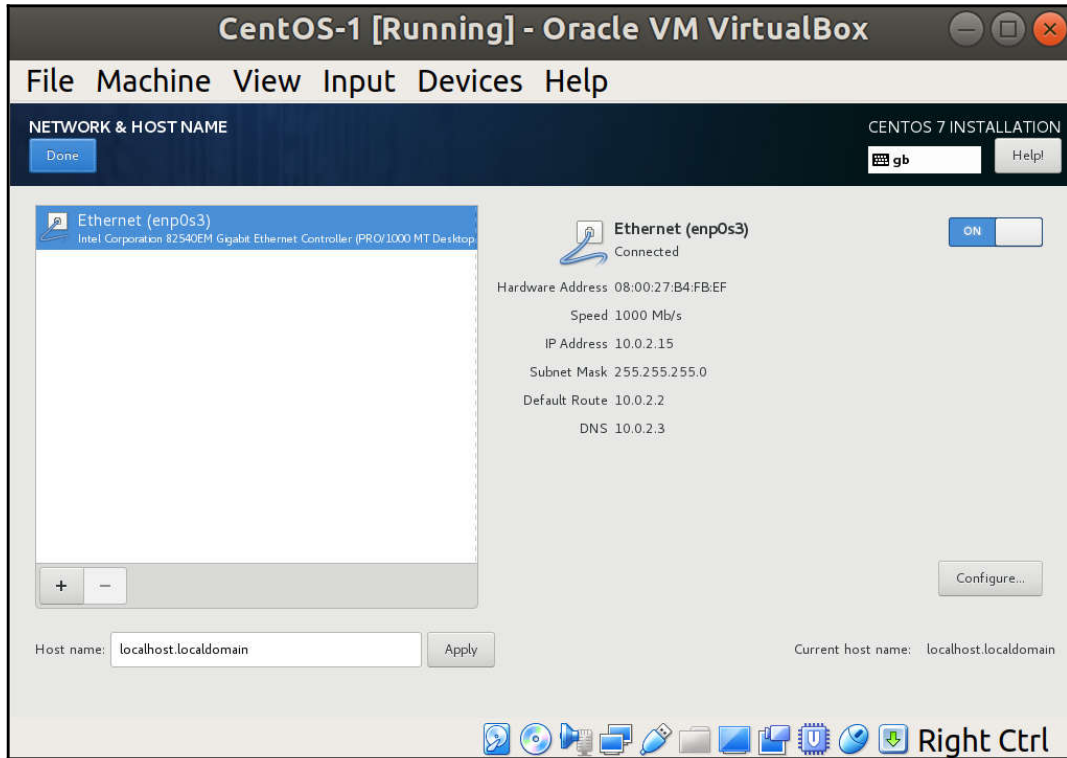 CentOS-1 [Running] - Oracle VM VirtualBox
File Machine View Input Devices Help
NETWORK & HOST NAME
CENTOS 7 INSTALLATION
Done
gb
Help!
Ethernet (enp0s3)
Intel Corporation 82540EM Gigabit Ethernet Controller (PRO/1000 MT Desktop
Ethernet (enp0s3)
Connected
ON
Hardware Address 08:00:27:B4:FB:EF
Speed 1000 Mb/s
IP Address 10.0.2.15
Subnet Mask 255.255.255.0
Default Route 10.0.2.2
DNS 10.0.2.3
+ −
Configure...
Host name: localhost.localdomain Apply
Current host name: localhost.localdomain
Right Ctrl